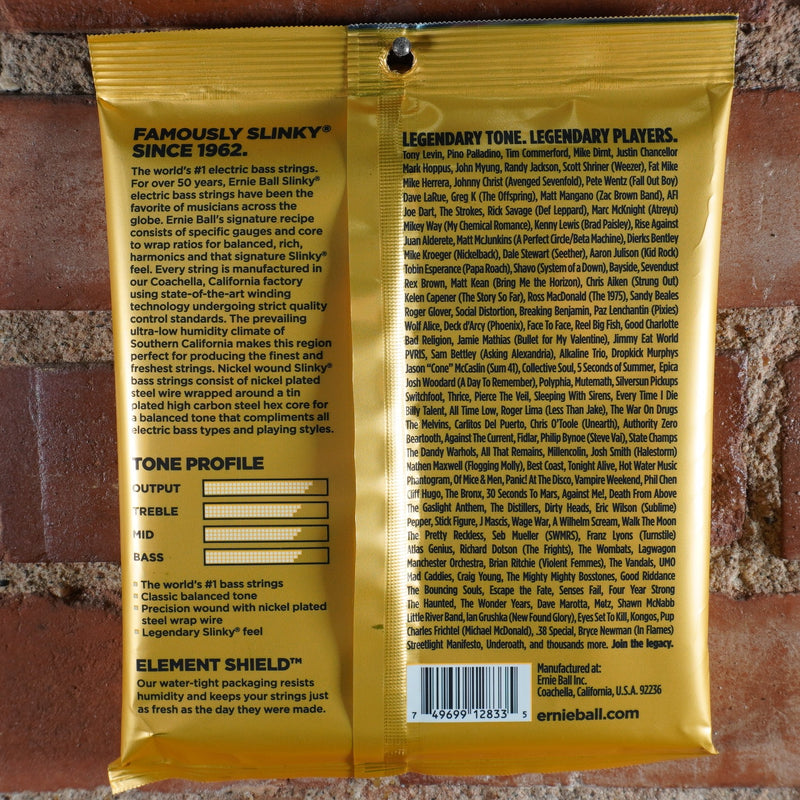 FAMOUSLY SLINKY®
SINCE 1962.
The world's #1 electric bass strings.
For over 50 years, Ernie Ball Slinky®
electric bass strings have been the
favorite of musicians across the
globe. Ernie Ball's signature recipe
consists of specific gauges and core
to wrap ratios for balanced, rich,
harmonics and that signature Slinky®
feel. Every string is manufactured in
our Coachella, California factory
using state-of-the-art winding
technology undergoing strict quality
control standards. The prevailing
ultra-low humidity climate of
Southern California makes this region
perfect for producing the finest and
freshest strings. Nickel wound Slinky®
bass strings consist of nickel plated
steel wire wrapped around a tin
plated high carbon steel hex core for
a balanced tone that compliments all
electric bass types and playing styles.
TONE PROFILE
OUTPUT
TREBLE
MID
BASS
The world's #1 bass strings
Classic balanced tone
Precision wound with nickel plated
steel wrap wire
Legendary Slinky® feel
ELEMENT SHIELD™
Our water-tight packaging resists
humidity and keeps your strings just
as fresh as the day they were made.
LEGENDARY TONE. LEGENDARY PLAYERS.
Tony Levin, Pino Palladino, Tim Commerford, Mike Dirnt, Justin Chancellor
Mark Hoppus, John Myung, Randy Jackson, Scott Shriner (Weezer), Fat Mike
Mike Herrera, Johnny Christ (Avenged Sevenfold), Pete Wentz (Fall Out Boy)
Dave LaRue, Greg K (The Offspring), Matt Mangano (Zac Brown Band), AFI
Joe Dart, The Strokes, Rick Savage (Def Leppard), Marc McKnight (Atreyu)
Mikey Way (My Chemical Romance), Kenny Lewis (Brad Paisley), Rise Against
Juan Alderete, Matt McJunkins (A Perfect Circle/Beta Machine), Dierks Bentley
Mike Kroeger (Nickelback), Dale Stewart (Seether), Aaron Julison (Kid Rock)
Tobin Esperance (Papa Roach), Shavo (System of a Down), Bayside, Sevendust
Rex Brown, Matt Kean (Bring Me the Horizon), Chris Aiken (Strung Out)
Kelen Capener (The Story So Far), Ross MacDonald (The 1975), Sandy Beales
Roger Glover, Social Distortion, Breaking Benjamin, Paz Lenchantin (Pixies)
Wolf Alice, Deck d'Arcy (Phoenix), Face To Face, Reel Big Fish, Good Charlotte
Bad Religion, Jamie Mathias (Bullet for My Valentine), Jimmy Eat World
PVRIS, Sam Bettley (Asking Alexandria), Alkaline Trio, Dropkick Murphys
Jason "Cone" McCaslin (Sum 41), Collective Soul, 5 Seconds of Summer, Epica
Josh Woodard (A Day To Remember), Polyphia, Mutemath, Silversun Pickups
Switchfoot, Thrice, Pierce The Veil, Sleeping With Sirens, Every Time I Die
Billy Talent, All Time Low, Roger Lima (Less Than Jake), The War On Drugs
The Melvins, Carlitos Del Puerto, Chris O'Toole (Unearth), Authority Zero
Beartooth, Against The Current, Fidlar, Philip Bynoe (Steve Vai), State Champs
The Dandy Warhols, All That Remains, Millencolin, Josh Smith (Halestorm)
Nathen Maxwell (Flogging Molly), Best Coast, Tonight Alive, Hot Water Music
Phantogram, Of Mice & Men, Panic! At The Disco, Vampire Weekend, Phil Chen
Cliff Hugo, The Bronx, 30 Seconds To Mars, Against Me!, Death From Above
The Gaslight Anthem, The Distillers, Dirty Heads, Eric Wilson (Sublime)
Pepper, Stick Figure, J Mascis, Wage War, A Wilhelm Scream, Walk The Moon
The Pretty Reckless, Seb Mueller (SWMRS), Franz Lyons (Turnstile)
Atlas Genius, Richard Dotson (The Frights), The Wombats, Lagwagon
Manchester Orchestra, Brian Ritchie (Violent Femmes), The Vandals, UMO
Mad Caddies, Craig Young, The Mighty Mighty Bosstones, Good Riddance
The Bouncing Souls, Escape the Fate, Senses Fail, Four Year Strong
The Haunted, The Wonder Years, Dave Marotta, Møtz, Shawn McNabb
Little River Band, Ian Grushka (New Found Glory), Eyes Set To Kill, Kongos, Pup
Charles Frichtel (Michael McDonald), .38 Special, Bryce Newman (In Flames)
Streetlight Manifesto, Underoath, and thousands more. Join the legacy.
7 49699 12833 5
Manufactured at:
Ernie Ball Inc.
Coachella, California, U.S.A. 92236
ernieball.com